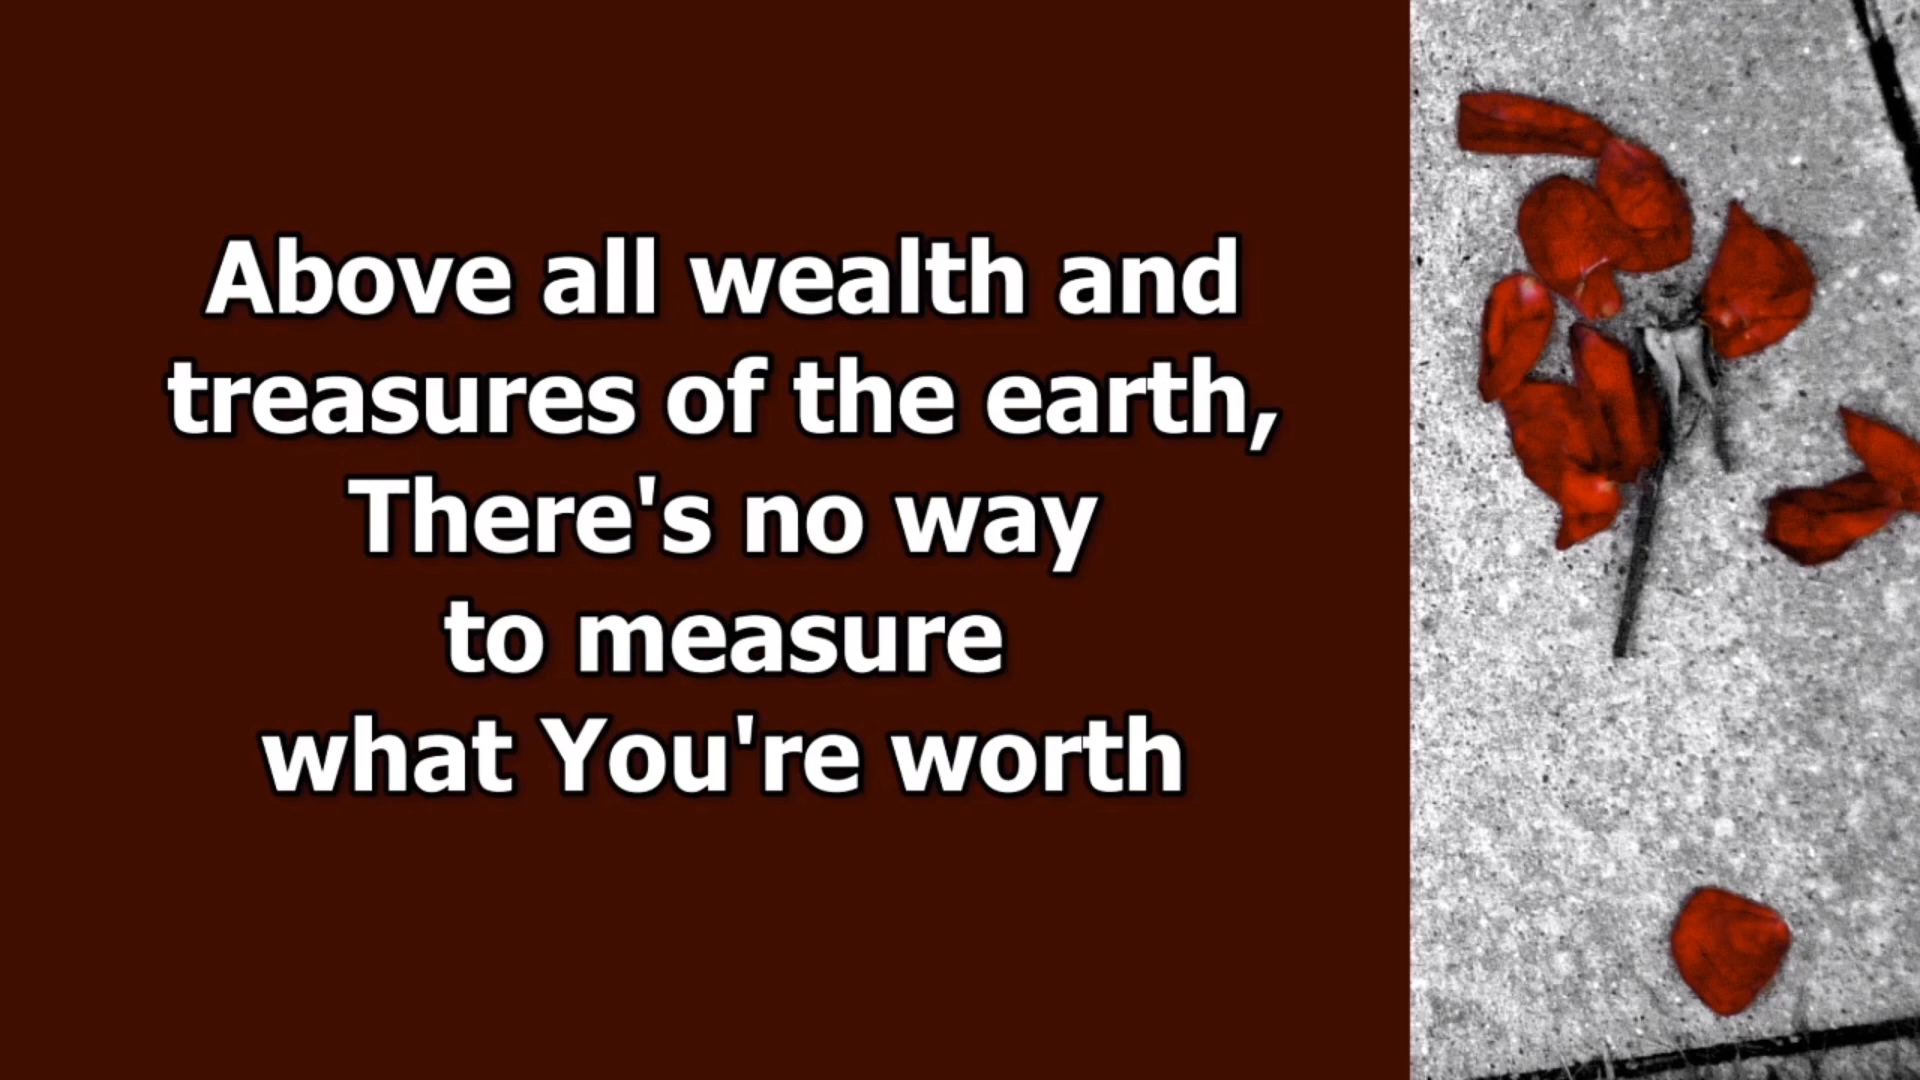 Above all wealth and
treasures of the earth,
There's no way
to measure
what You're worth